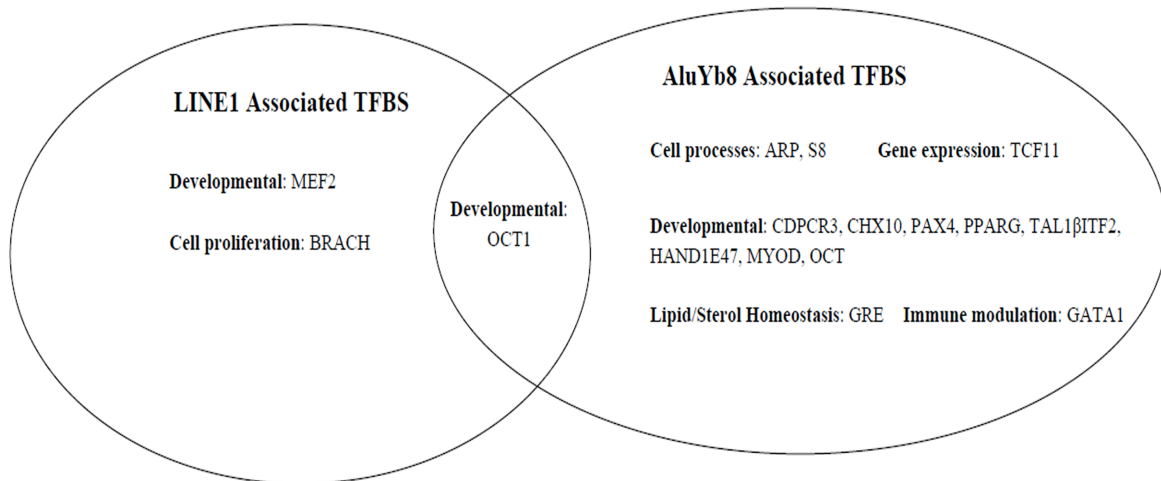 LINE1 Associated TFBS
Developmental: MEF2
Cell proliferation: BRACH
Developmental:
OCT1
AluYb8 Associated TFBS
Cell processes: ARP, S8 Gene expression: TCF11
Developmental: CDPCR3, CHX10, PAX4, PPARG, TAL1βITF2,
HAND1E47, MYOD, OCT
Lipid/Sterol Homeostasis: GRE Immune modulation: GATA1